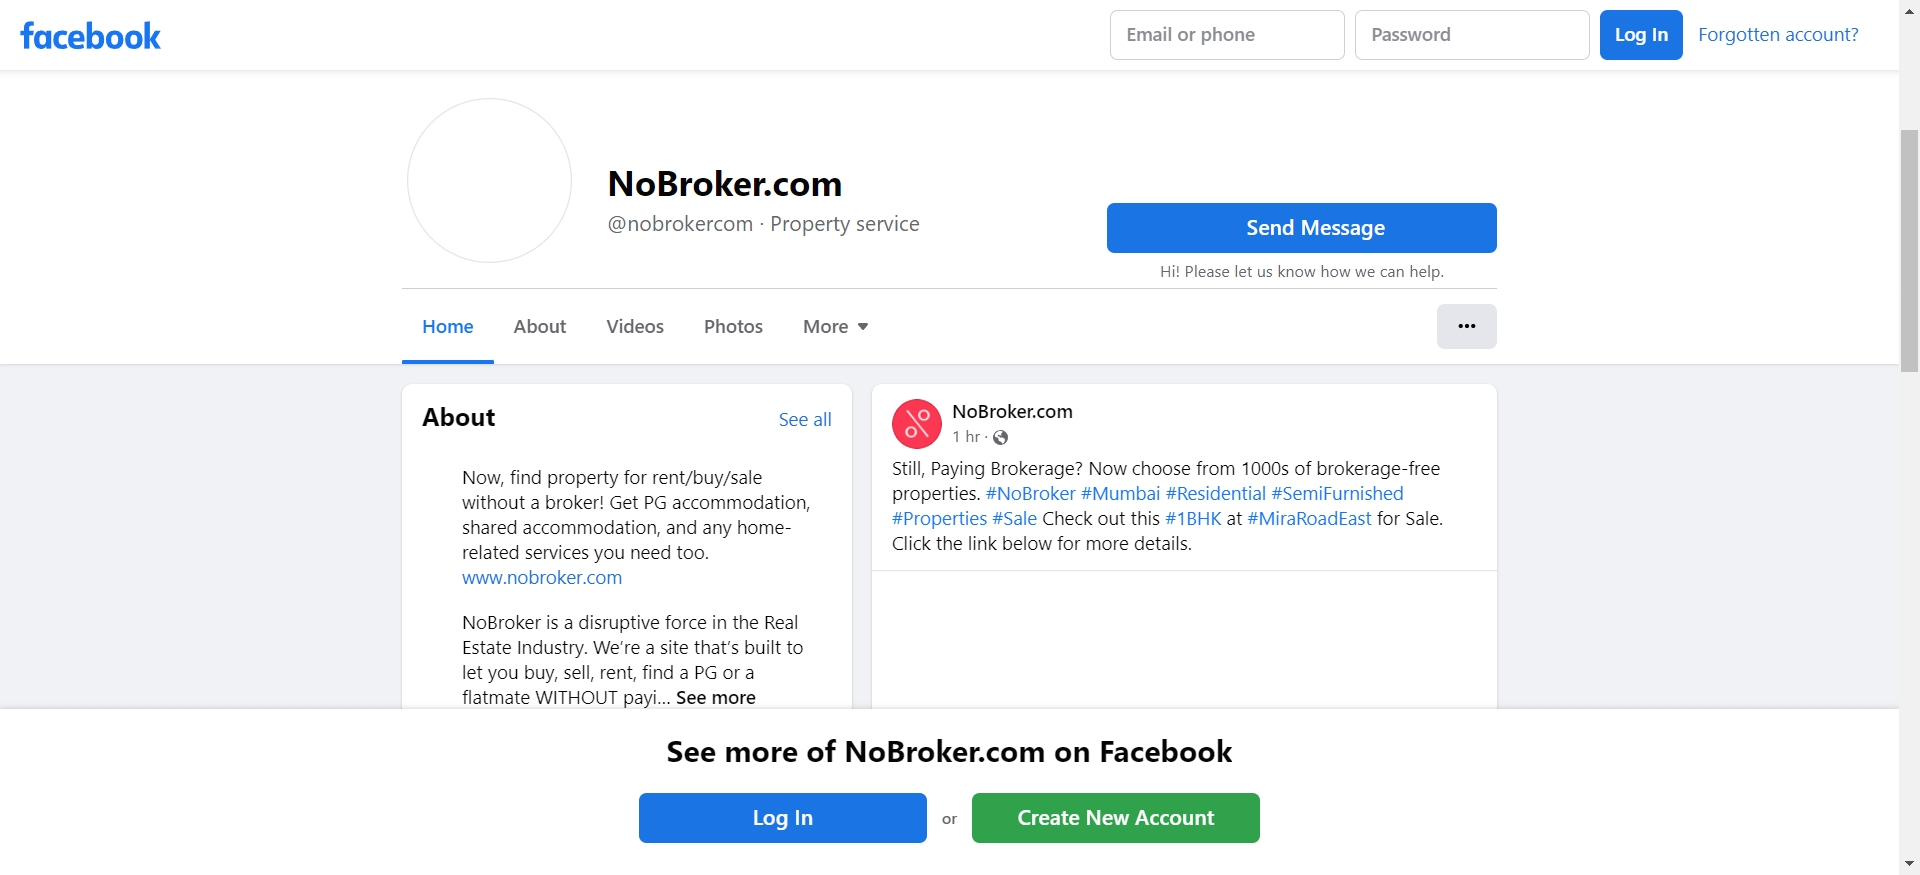 facebook
Email or phone
Password
Log In
Forgotten account?
NoBroker.com
@nobrokercom · Property service
Send Message
Hi! Please let us know how we can help.
Home
About
Videos
Photos
More
About
See all
Now, find property for rent/buy/sale
without a broker! Get PG accommodation,
shared accommodation, and any home-
related services you need too.
www.nobroker.com
NoBroker is a disruptive force in the Real
Estate Industry. We’re a site that’s built to
let you buy, sell, rent, find a PG or a
flatmate WITHOUT payi... See more
NoBroker.com
1 hr ·
Still, Paying Brokerage? Now choose from 1000s of brokerage-free
properties. #NoBroker #Mumbai #Residential #SemiFurnished
#Properties #Sale Check out this #1BHK at #MiraRoadEast for Sale.
Click the link below for more details.
See more of NoBroker.com on Facebook
Log In
or
Create New Account